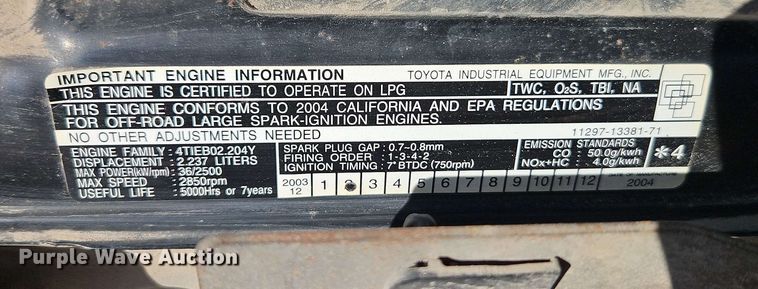 IMPORTANT ENGINE INFORMATION TOYOTA INDUSTRIAL EQUIPMENT MFG., INC.
THIS ENGINE IS CERTIFIED TO OPERATE ON LPG TWC, O2S, TBI, NA
THIS ENGINE CONFORMS TO 2004 CALIFORNIA AND EPA REGULATIONS
FOR OFF-ROAD LARGE SPARK-IGNITION ENGINES.
NO OTHER ADJUSTMENTS NEEDED 11297-13381-71
ENGINE FAMILY : 4TIEB02.204Y
DISPLACEMENT : 2.237 LITERS
MAX POWER(kW/rpm) : 36/2500
MAX SPEED : 2850rpm
USEFUL LIFE : 5000Hrs or 7years
SPARK PLUG GAP : 0.7-0.8mm
FIRING ORDER : 1-3-4-2
IGNITION TIMING : 7° BTDC (750rpm)
EMISSION STANDARDS
CO : 50.0g/kwh
NOx+HC : 4.0g/kwh
*4
2003 12 1 3 4 5 6 7 8 9 10 11 12 DATE OF MANUFACTURE 2004
Purple Wave Auction